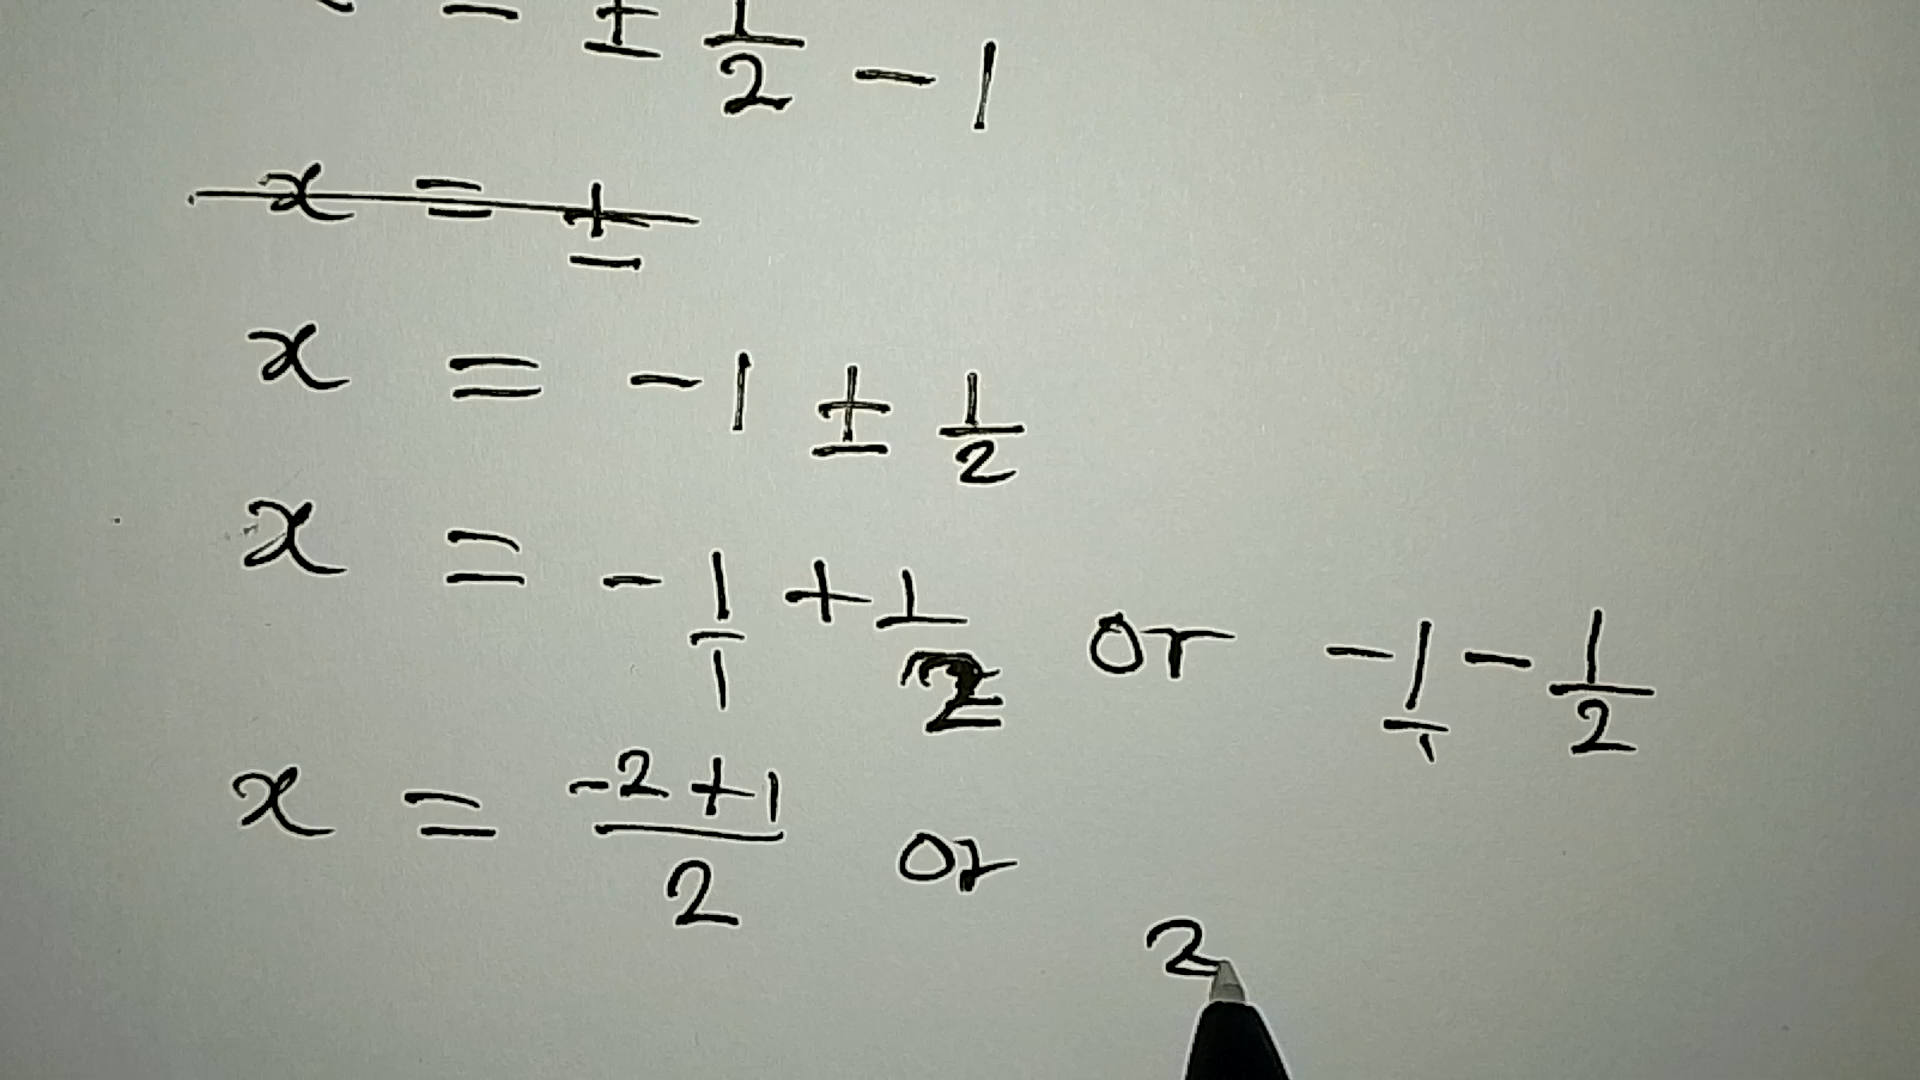 = ± 1/2 - 1
x = ±
x = -1 ± 1/2
x = -1/1 + 1/2 or -1/1 - 1/2
x = (-2+1)/2 or
2